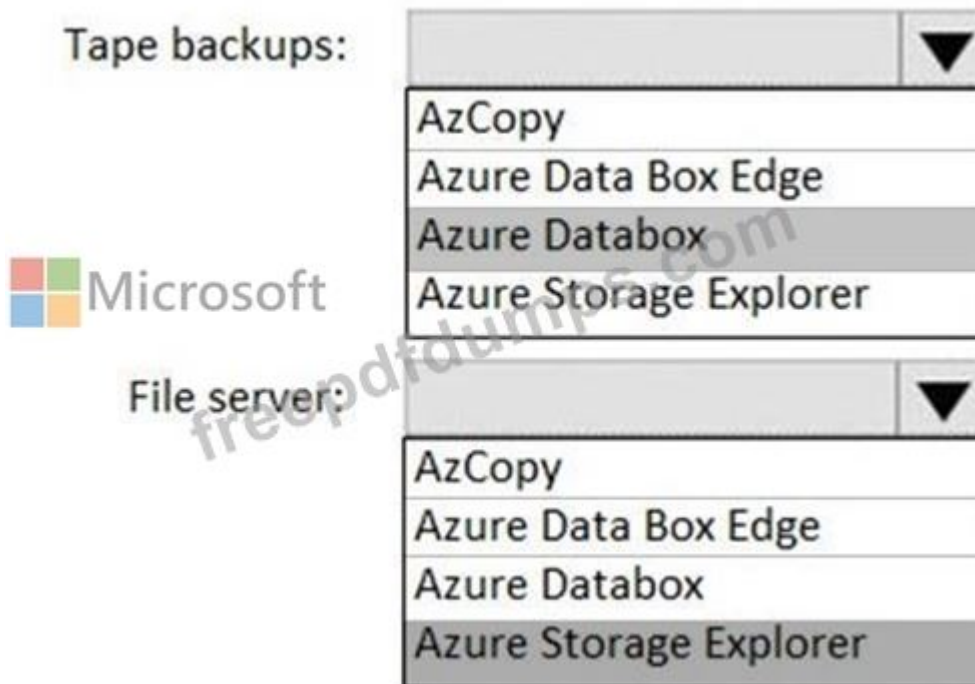 Tape backups:
AzCopy
Azure Data Box Edge
Azure Databox
Azure Storage Explorer
Microsoft
freepdfdumps.com
File server:
AzCopy
Azure Data Box Edge
Azure Databox
Azure Storage Explorer